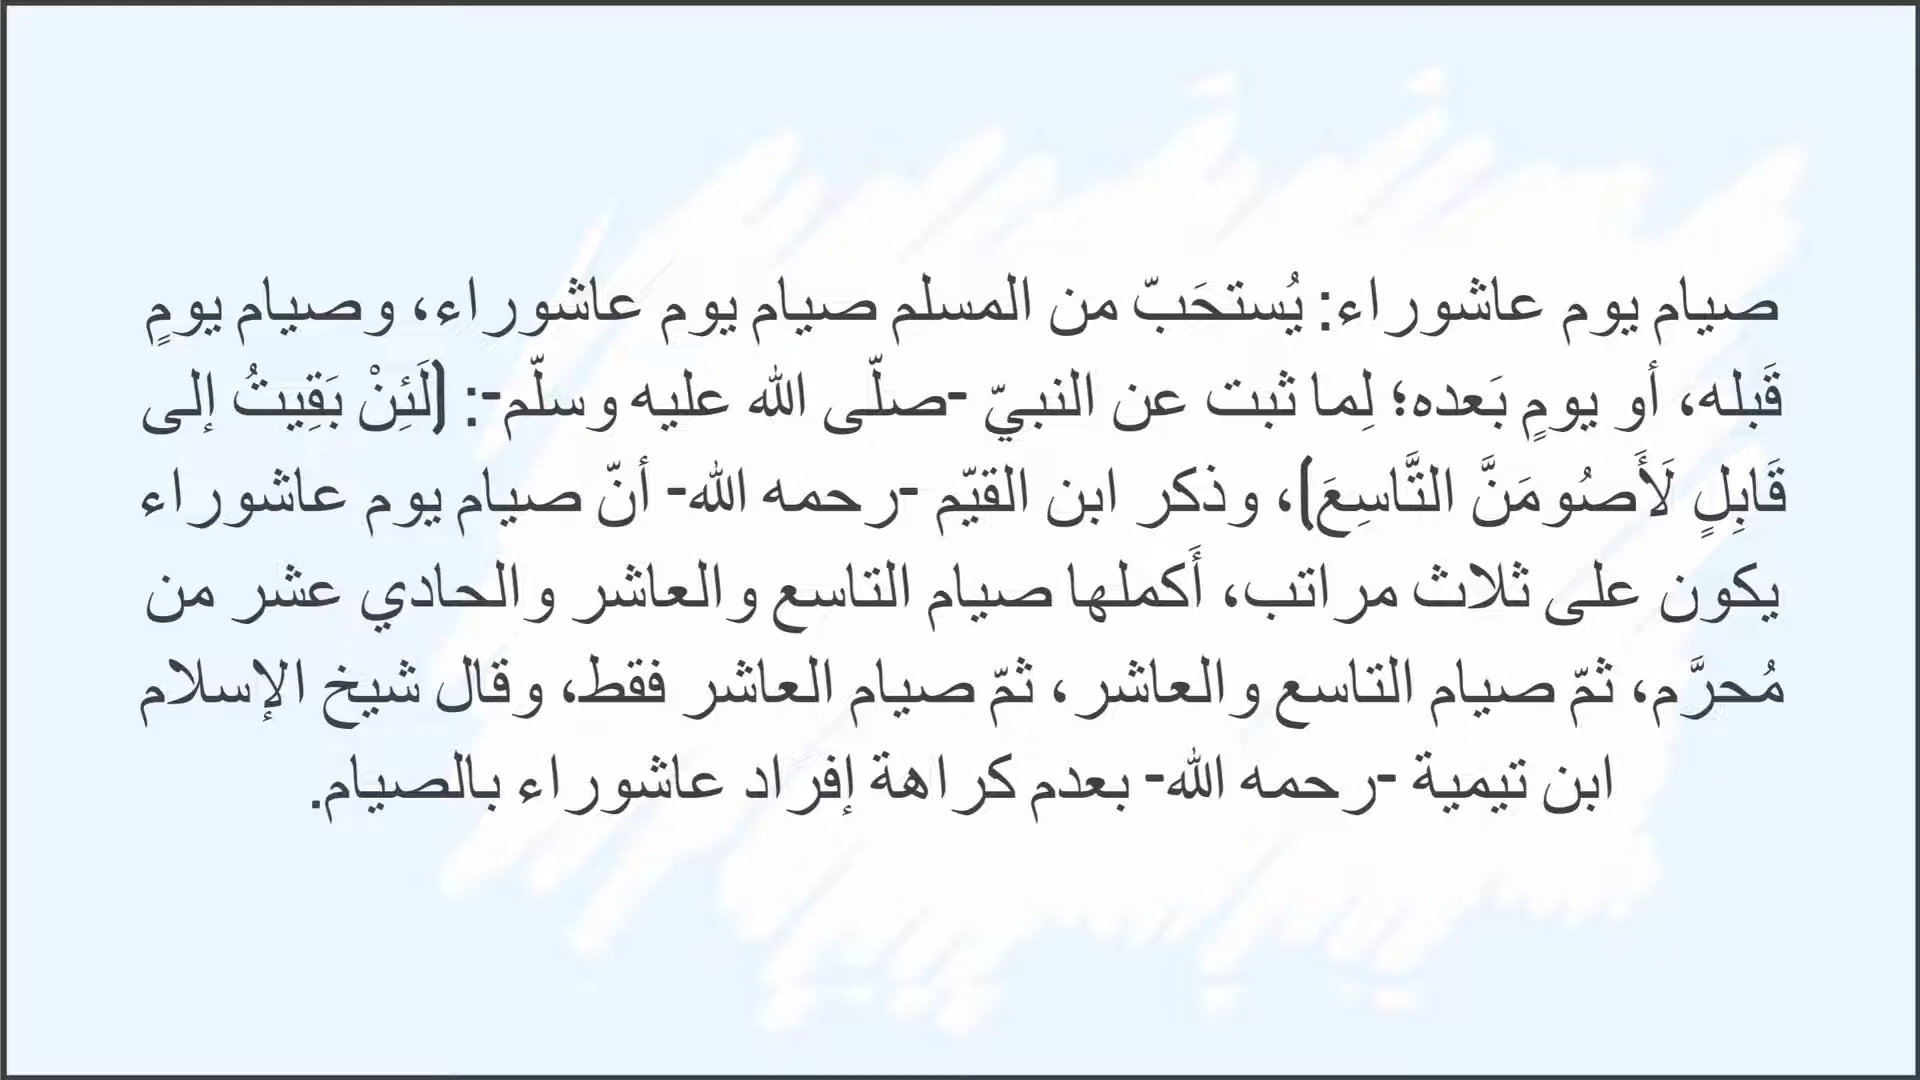 صيام يوم عاشوراء: يُستحَبّ من المسلم صيام يوم عاشوراء، وصيام يومٍ
قَبله، أو يومٍ بَعده؛ لِما ثبت عن النبيّ -صلّى الله عليه وسلّم-: (لَئِنْ بَقِيتُ إلى
قَابِلٍ لَأَصُومَنَّ التَّاسِعَ)، وذكر ابن القيّم -رحمه الله- أنّ صيام يوم عاشوراء
يكون على ثلاث مراتب، أَكملها صيام التاسع والعاشر والحادي عشر من
مُحرَّم، ثمّ صيام التاسع والعاشر، ثمّ صيام العاشر فقط، وقال شيخ الإسلام
ابن تيمية -رحمه الله- بعدم كراهة إفراد عاشوراء بالصيام.